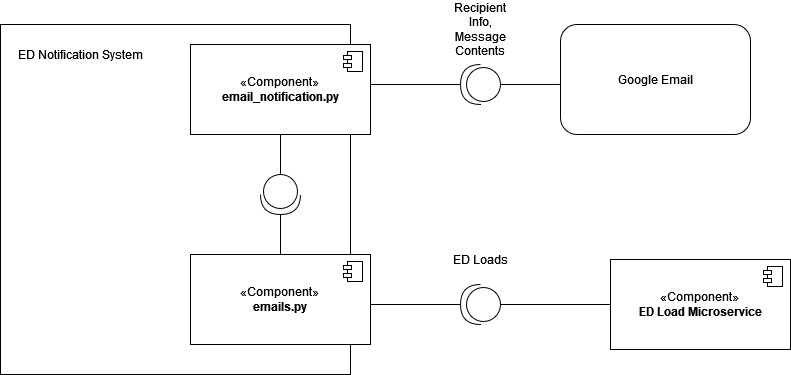 Recipient
Info,
Message
Contents
ED Notification System
«Component»
email_notification.py
Google Email
ED Loads
«Component»
emails.py
«Component»
ED Load Microservice